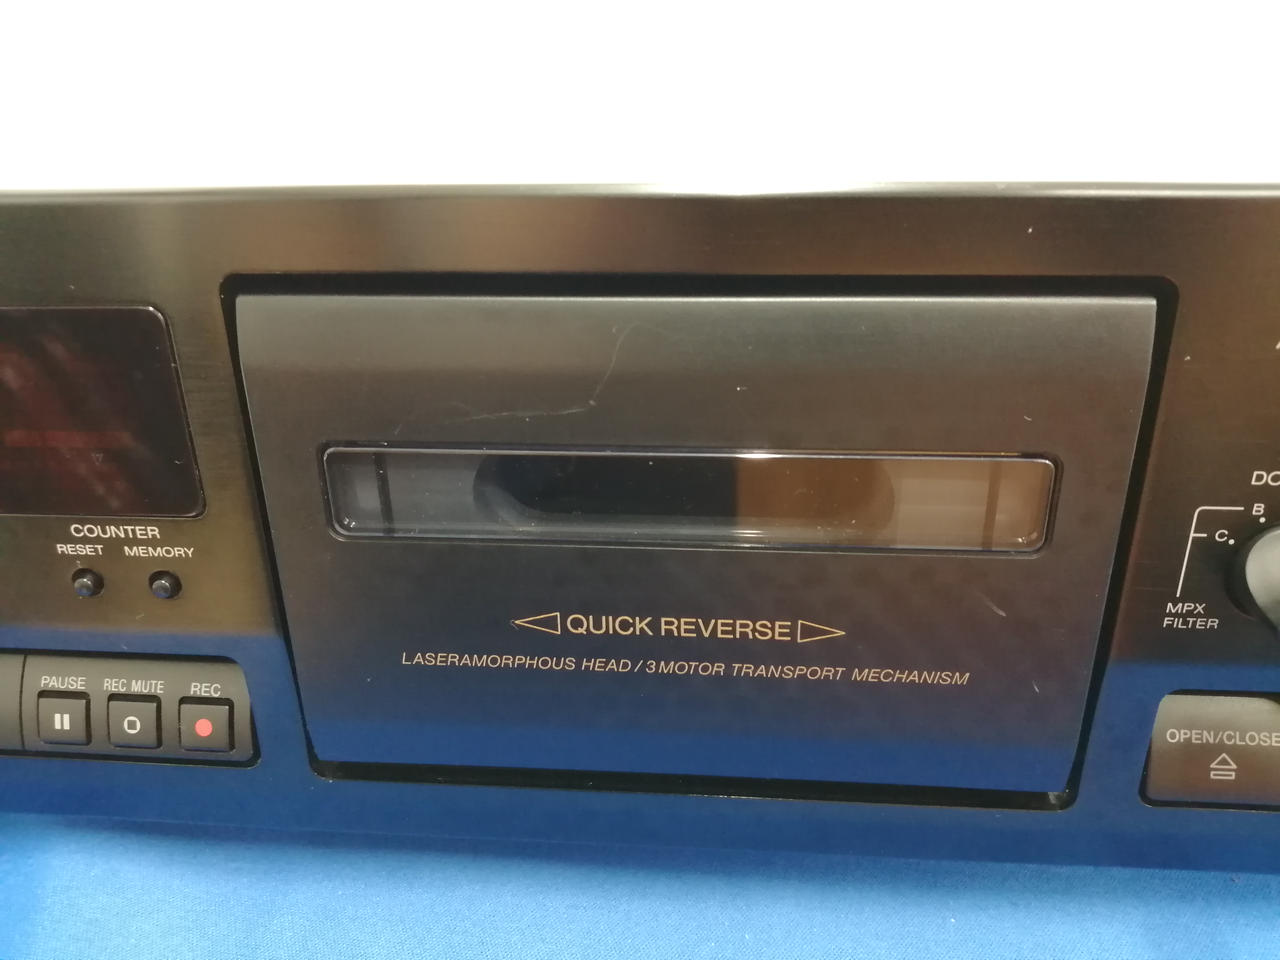 COUNTER
RESET MEMORY
PAUSE REC MUTE REC
QUICK REVERSE
LASERAMORPHOUS HEAD / 3 MOTOR TRANSPORT MECHANISM
B
C
MPX
FILTER
OPEN/CLOSE